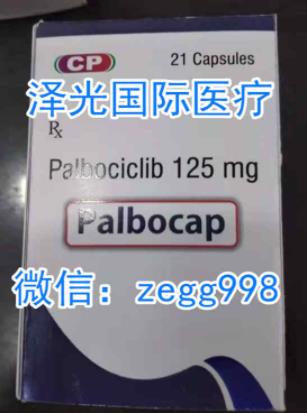 CP 21 Capsules
泽光国际医疗
Rx
Palbociclib 125 mg
Palbocap
微信：zegg998